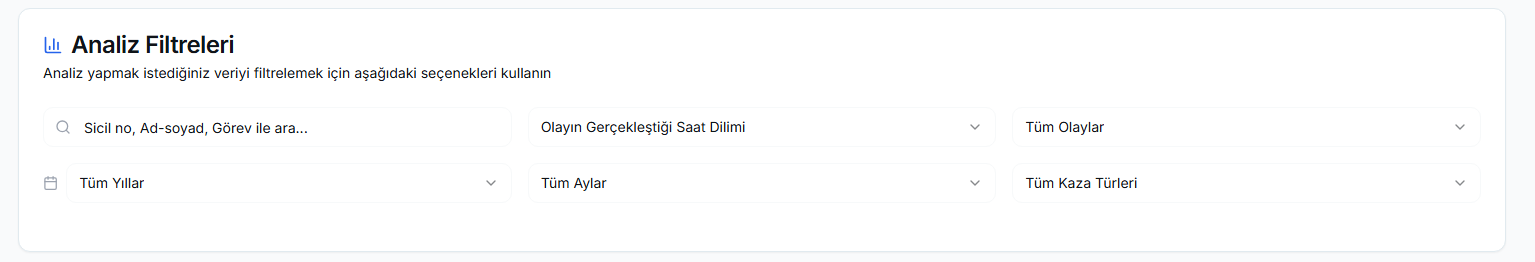 Analiz Filtreleri
Analiz yapmak istediğiniz veriyi filtrelemek için aşağıdaki seçenekleri kullanın
Sicil no, Ad-soyad, Görev ile ara...
Olayın Gerçekleştiği Saat Dilimi
Tüm Olaylar
Tüm Yıllar
Tüm Aylar
Tüm Kaza Türleri